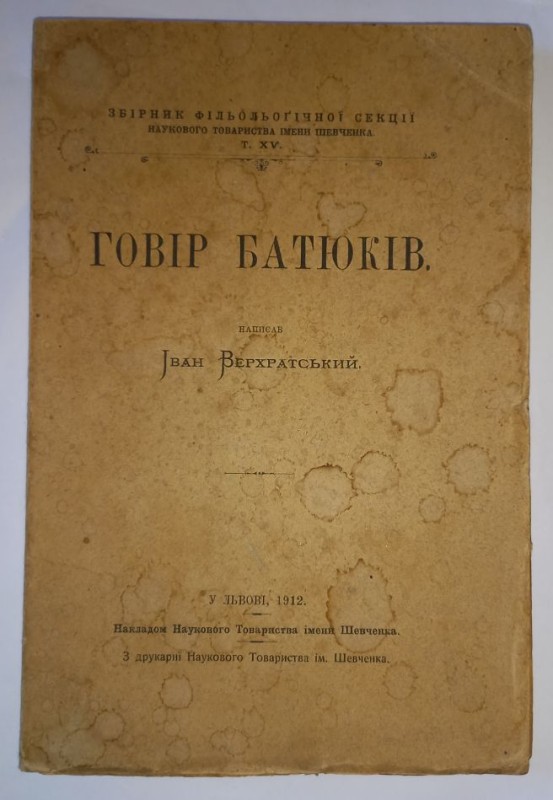 ЗБІРНИК ФІЛЬОЛЬОҐІЧНОЇ СЕКЦІЇ
НАУКОВОГО ТОВАРИСТВА ІМЕНИ ШЕВЧЕНКА.
Т. XV.
ГОВІР БАТЮКІВ.
НАПИСАВ
ІВАН ВЕРХРАТСЬКИЙ.
У ЛЬВОВІ, 1912.
Накладом Наукового Товариства імени Шевченка.
З друкарні Наукового Товариства ім. Шевченка.